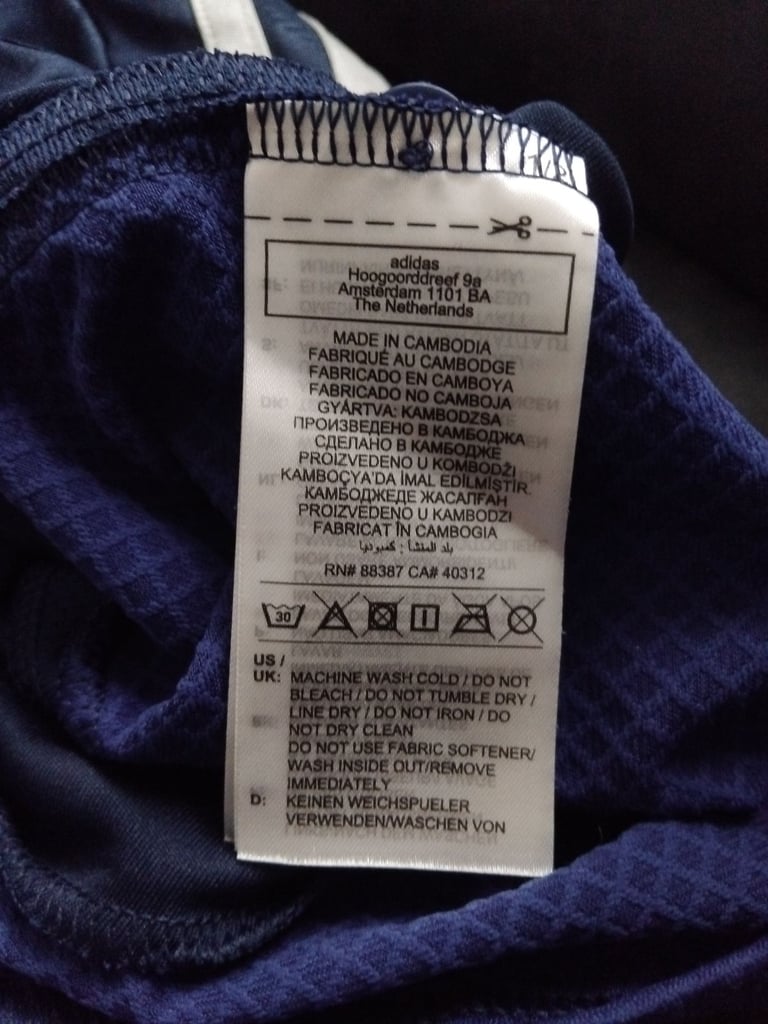 adidas
Hoogoorddreef 9a
Amsterdam 1101 BA
The Netherlands
MADE IN CAMBODIA
FABRIQUÉ AU CAMBODGE
FABRICADO EN CAMBOYA
FABRICADO NO CAMBOJA
GYÁRTVA: KAMBODZSA
ПРОИЗВЕДЕНО В КАМБОДЖА
СДЕЛАНО В КАМБОДЖЕ
PROIZVEDENO U KOMBODŽI
KAMBOÇYA'DA İMAL EDİLMİŞTİR.
КАМБОДЖЕДЕ ЖАСАЛҒАН
PROIZVEDENO U KAMBODZI
FABRICAT ÎN CAMBOGIA
بلد المنشأ : كمبوديا
RN# 88387 CA# 40312
30
US /
UK: MACHINE WASH COLD / DO NOT
BLEACH / DO NOT TUMBLE DRY /
LINE DRY / DO NOT IRON / DO
NOT DRY CLEAN
DO NOT USE FABRIC SOFTENER/
WASH INSIDE OUT/REMOVE
IMMEDIATELY
D: KEINEN WEICHSPUELER
VERWENDEN/WASCHEN VON